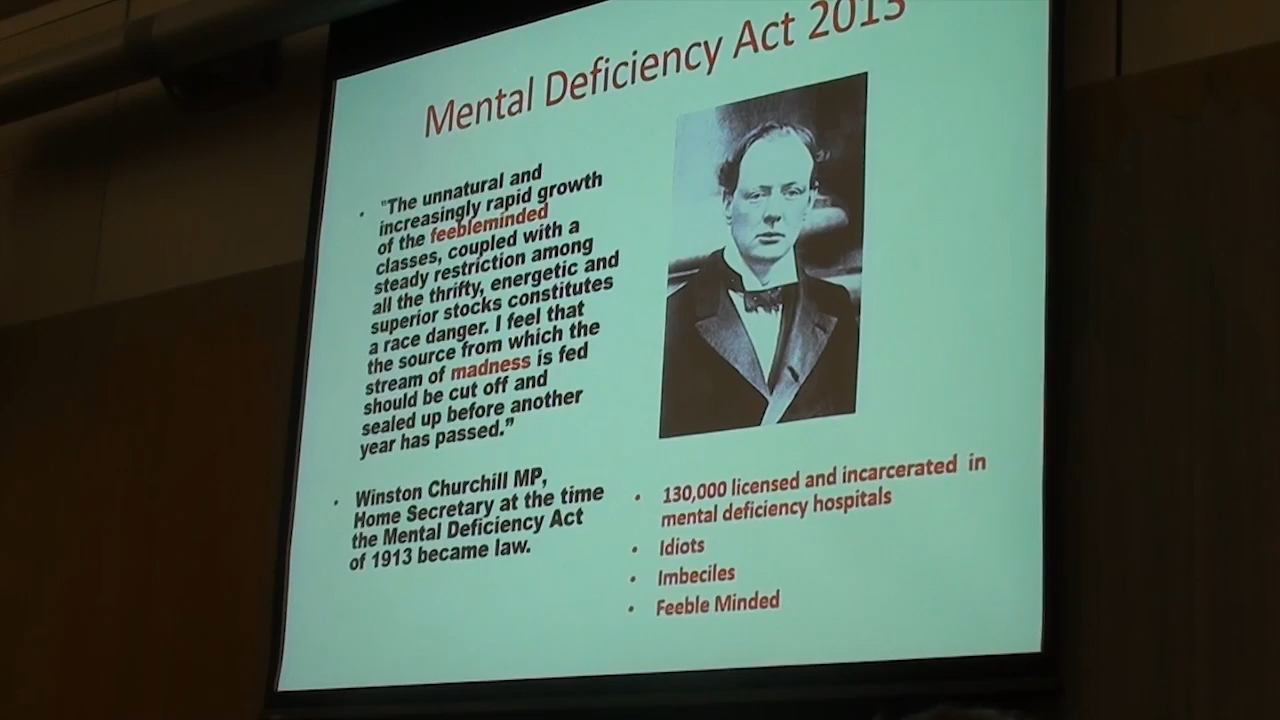 Mental Deficiency Act 2013
• "The unnatural and
increasingly rapid growth
of the feebleminded
classes, coupled with a
steady restriction among
all the thrifty, energetic and
superior stocks constitutes
a race danger. I feel that
the source from which the
stream of madness is fed
should be cut off and
sealed up before another
year has passed.”
• Winston Churchill MP,
Home Secretary at the time
the Mental Deficiency Act
of 1913 became law.
• 130,000 licensed and incarcerated in
mental deficiency hospitals
• Idiots
• Imbeciles
• Feeble Minded